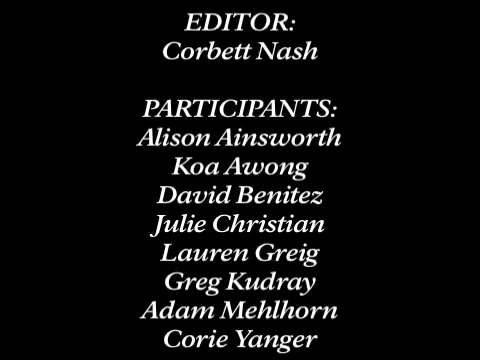 EDITOR:
Corbett Nash
PARTICIPANTS:
Alison Ainsworth
Koa Awong
David Benitez
Julie Christian
Lauren Greig
Greg Kudray
Adam Mehlhorn
Corie Yanger